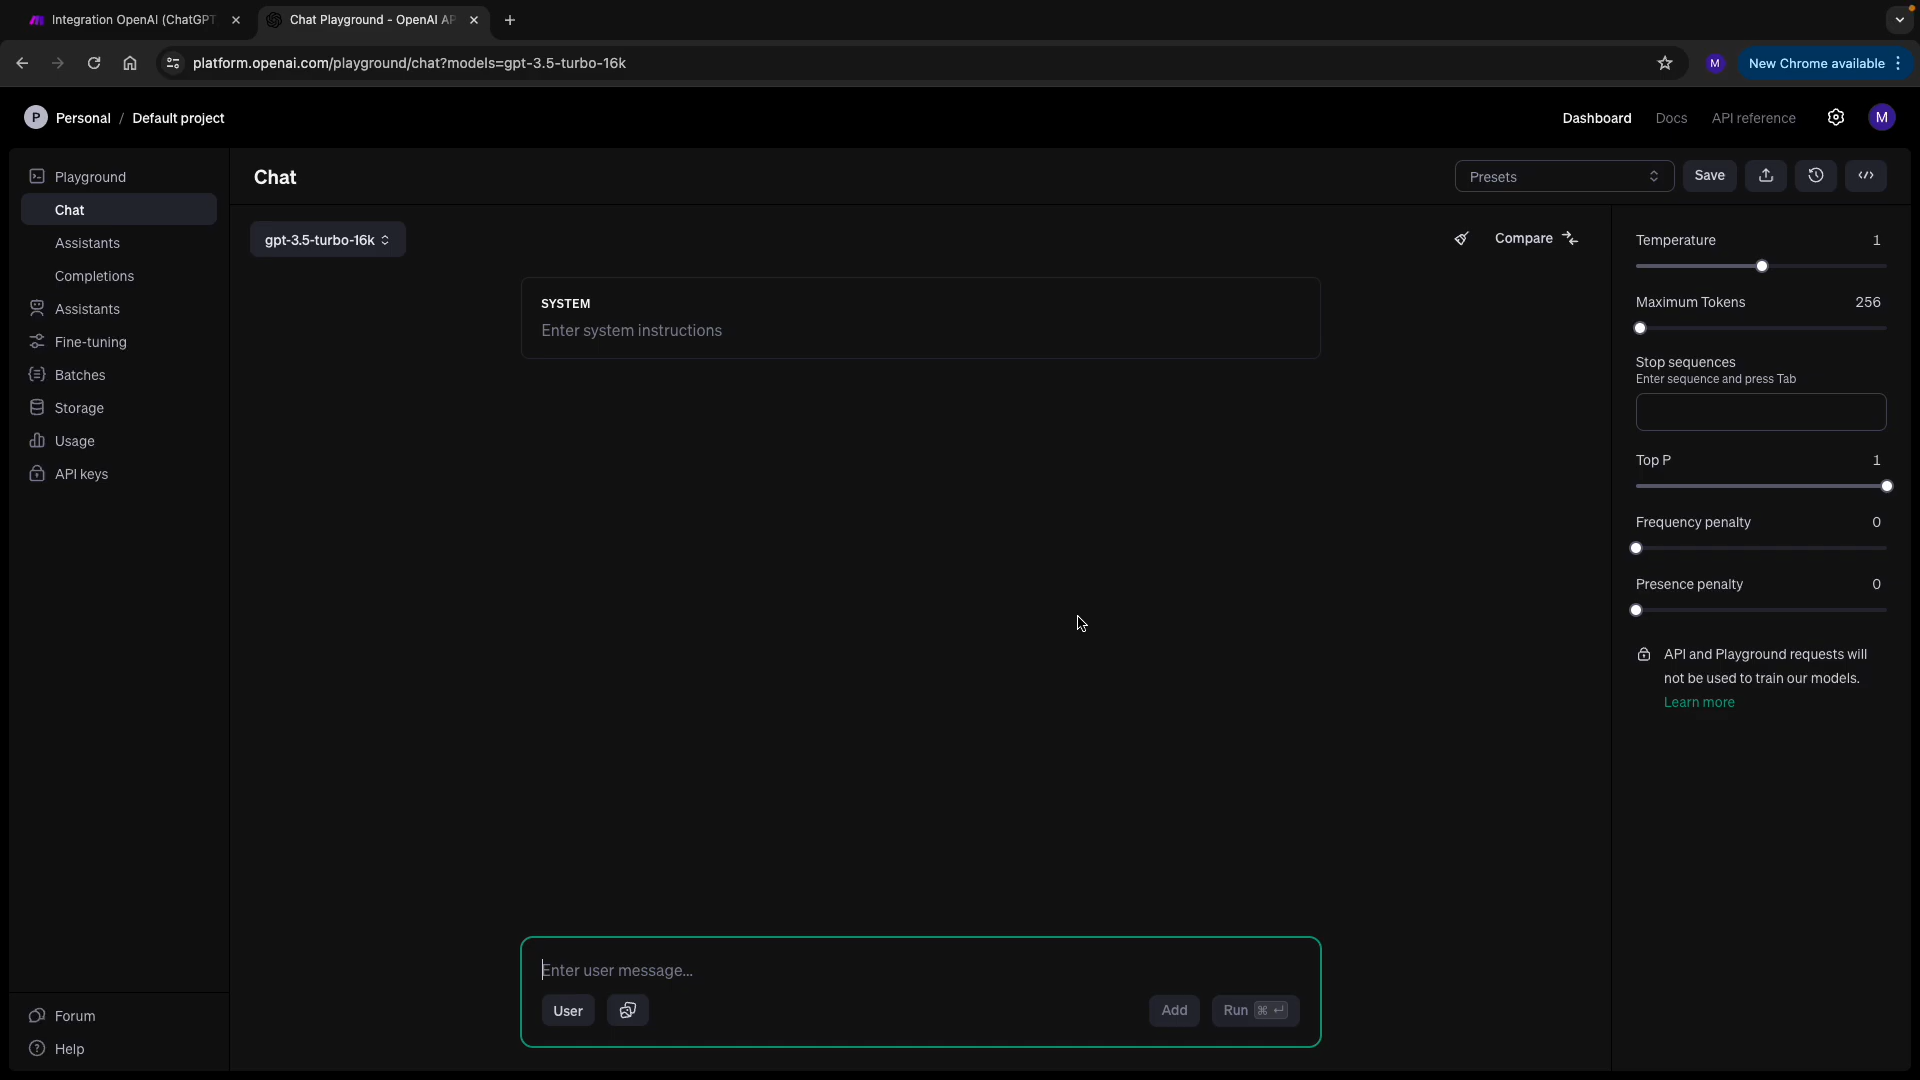 Integration OpenAI (ChatGPT
Chat Playground - OpenAI AP
platform.openai.com/playground/chat?models=gpt-3.5-turbo-16k
M
New Chrome available
P Personal / Default project
Dashboard
Docs
API reference
M
Playground
Chat
Assistants
Completions
Assistants
Fine-tuning
Batches
Storage
Usage
API keys
Forum
Help
Chat
Presets
Save
gpt-3.5-turbo-16k
Compare
SYSTEM
Enter system instructions
Enter user message...
User
Add
Run ⌘ ↵
Temperature 1
Maximum Tokens 256
Stop sequences
Enter sequence and press Tab
Top P 1
Frequency penalty 0
Presence penalty 0
API and Playground requests will
not be used to train our models.
Learn more